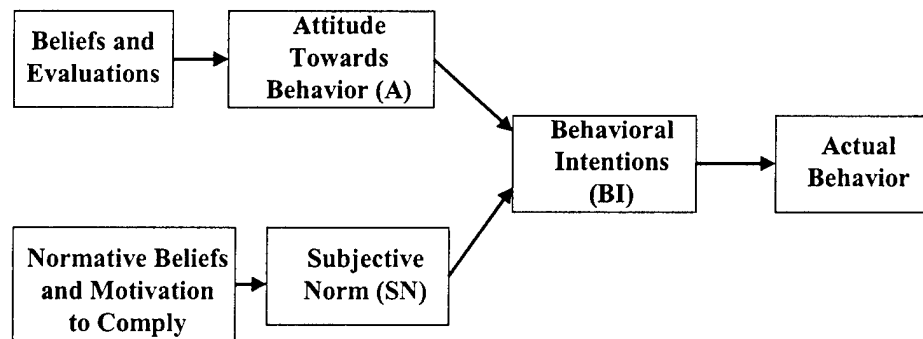 Beliefs and
Evaluations
Attitude
Towards
Behavior (A)
Behavioral
Intentions
(BI)
Actual
Behavior
Normative Beliefs
and Motivation
to Comply
Subjective
Norm (SN)